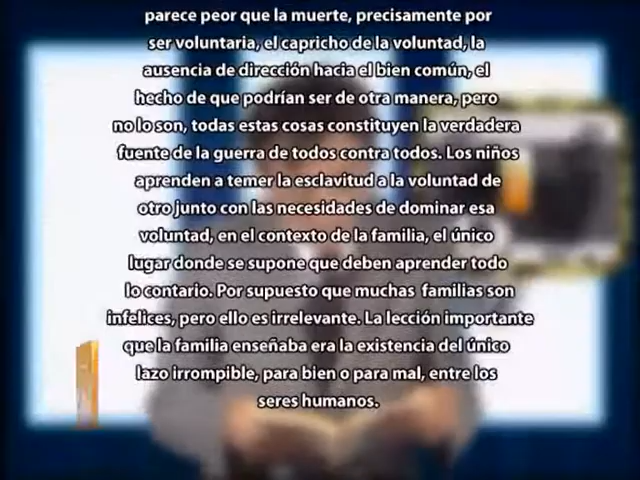 parece peor que la muerte, precisamente por
ser voluntaria, el capricho de la voluntad, la
ausencia de dirección hacia el bien común, el
hecho de que podrían ser de otra manera, pero
no lo son, todas estas cosas constituyen la verdadera
fuente de la guerra de todos contra todos. Los niños
aprenden a temer la esclavitud a la voluntad de
otro junto con las necesidades de dominar esa
voluntad, en el contexto de la familia, el único
lugar donde se supone que deben aprender todo
lo contario. Por supuesto que muchas familias son
infelices, pero ello es irrelevante. La lección importante
que la familia enseñaba era la existencia del único
lazo irrompible, para bien o para mal, entre los
seres humanos.